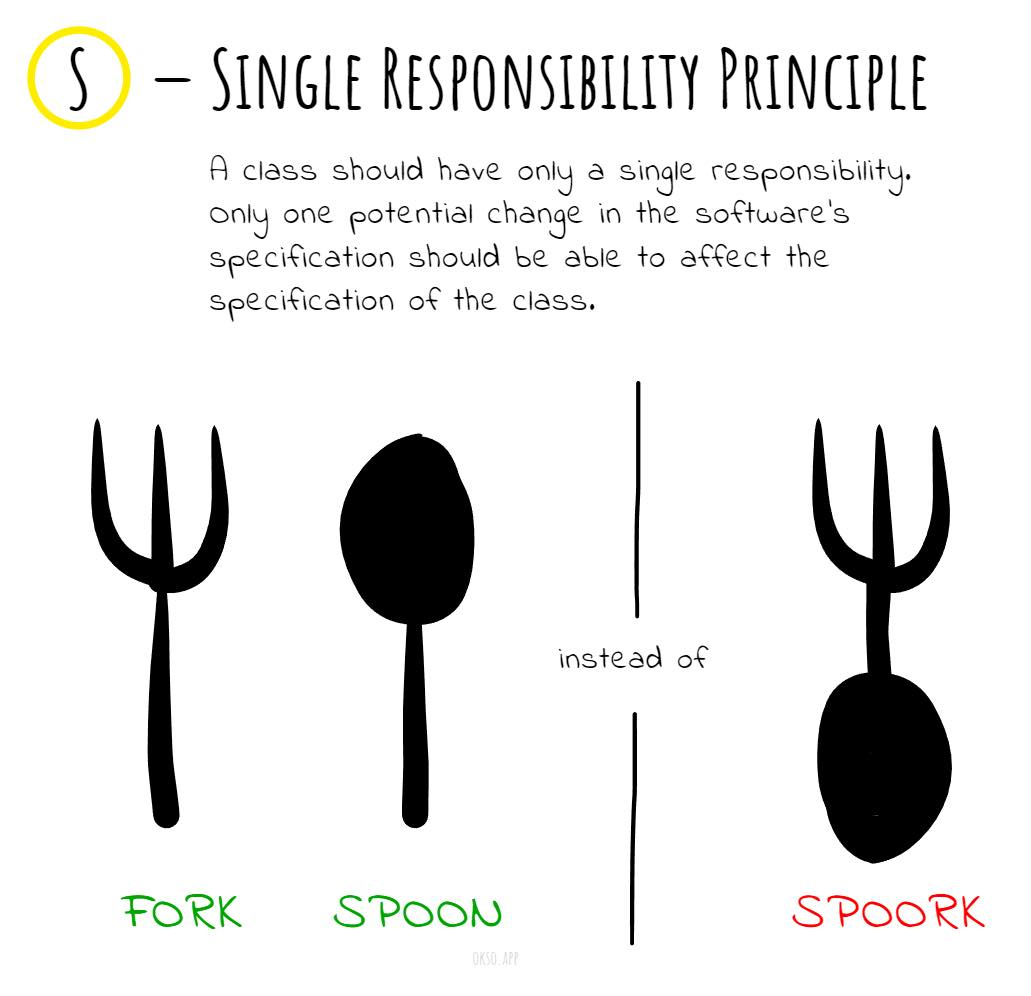 S – SINGLE RESPONSIBILITY PRINCIPLE
A class should have only a single responsibility.
Only one potential change in the software's
specification should be able to affect the
specification of the class.
instead of
FORK SPOON SPOORK
OKSO.APP